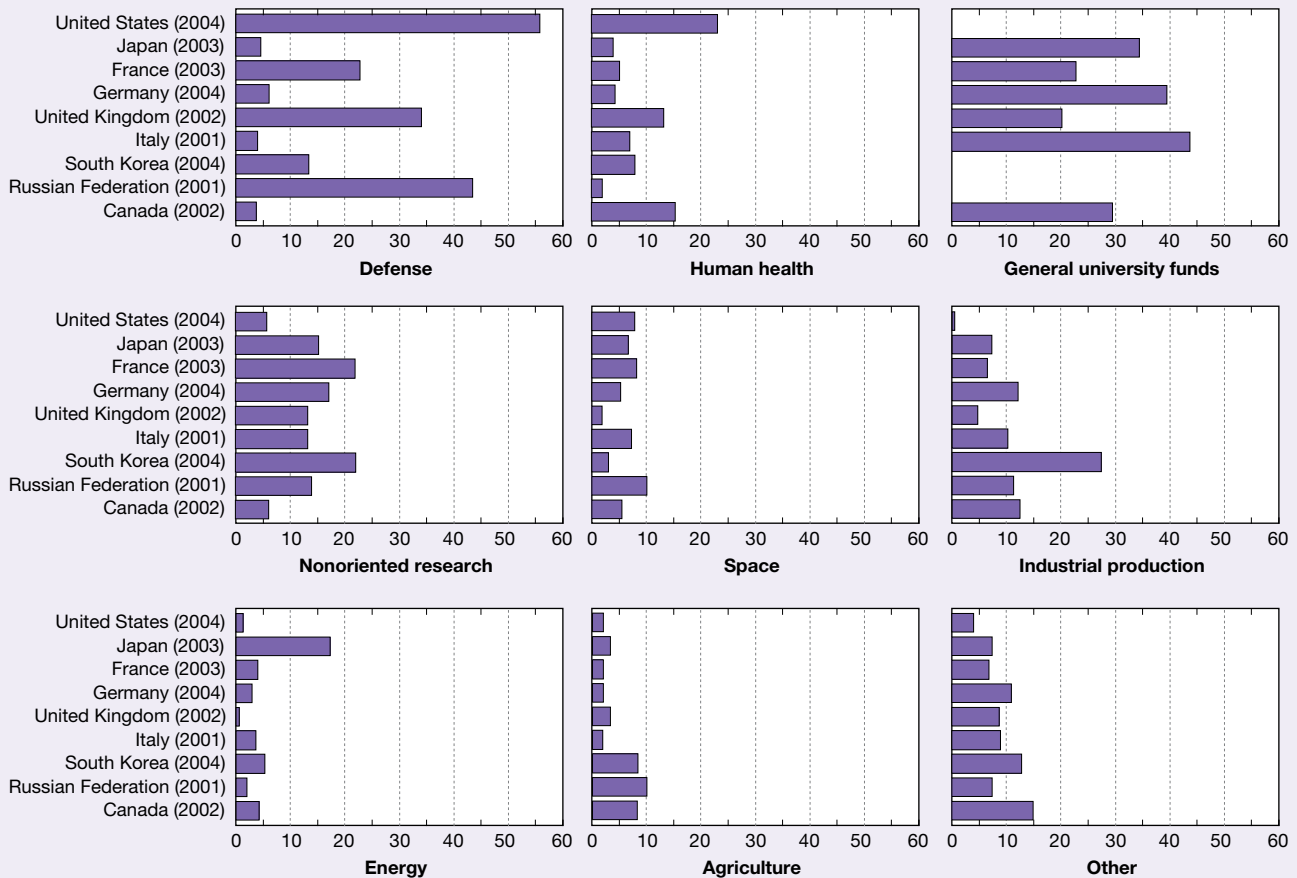 United States (2004)
Japan (2003)
France (2003)
Germany (2004)
United Kingdom (2002)
Italy (2001)
South Korea (2004)
Russian Federation (2001)
Canada (2002)
0 10 20 30 40 50 60
Defense
0 10 20 30 40 50 60
Human health
0 10 20 30 40 50 60
General university funds
United States (2004)
Japan (2003)
France (2003)
Germany (2004)
United Kingdom (2002)
Italy (2001)
South Korea (2004)
Russian Federation (2001)
Canada (2002)
0 10 20 30 40 50 60
Nonoriented research
0 10 20 30 40 50 60
Space
0 10 20 30 40 50 60
Industrial production
United States (2004)
Japan (2003)
France (2003)
Germany (2004)
United Kingdom (2002)
Italy (2001)
South Korea (2004)
Russian Federation (2001)
Canada (2002)
0 10 20 30 40 50 60
Energy
0 10 20 30 40 50 60
Agriculture
0 10 20 30 40 50 60
Other